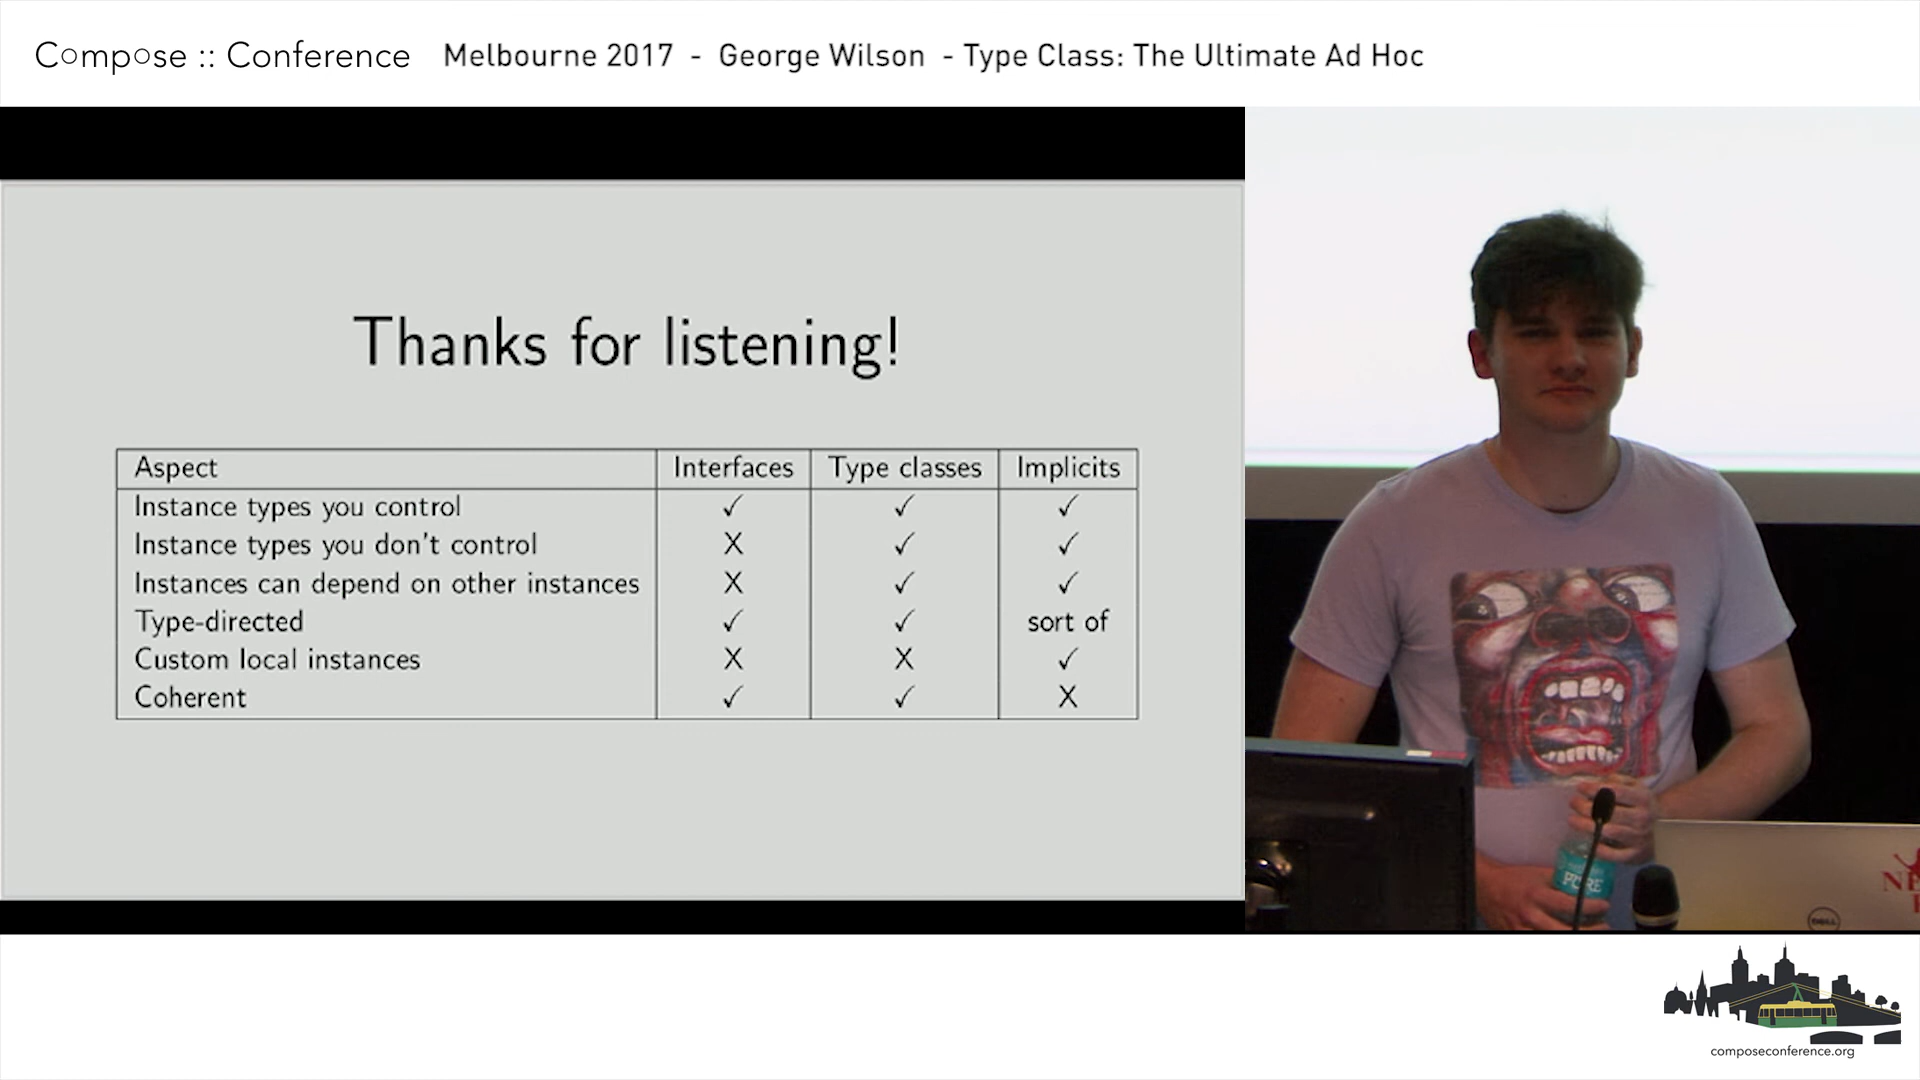 Compose :: Conference Melbourne 2017 - George Wilson - Type Class: The Ultimate Ad Hoc
Thanks for listening!
Aspect Interfaces Type classes Implicits
Instance types you control ✓ ✓ ✓
Instance types you don't control X ✓ ✓
Instances can depend on other instances X ✓ ✓
Type-directed ✓ ✓ sort of
Custom local instances X X ✓
Coherent ✓ ✓ X
PURE
DELL
composeconference.org